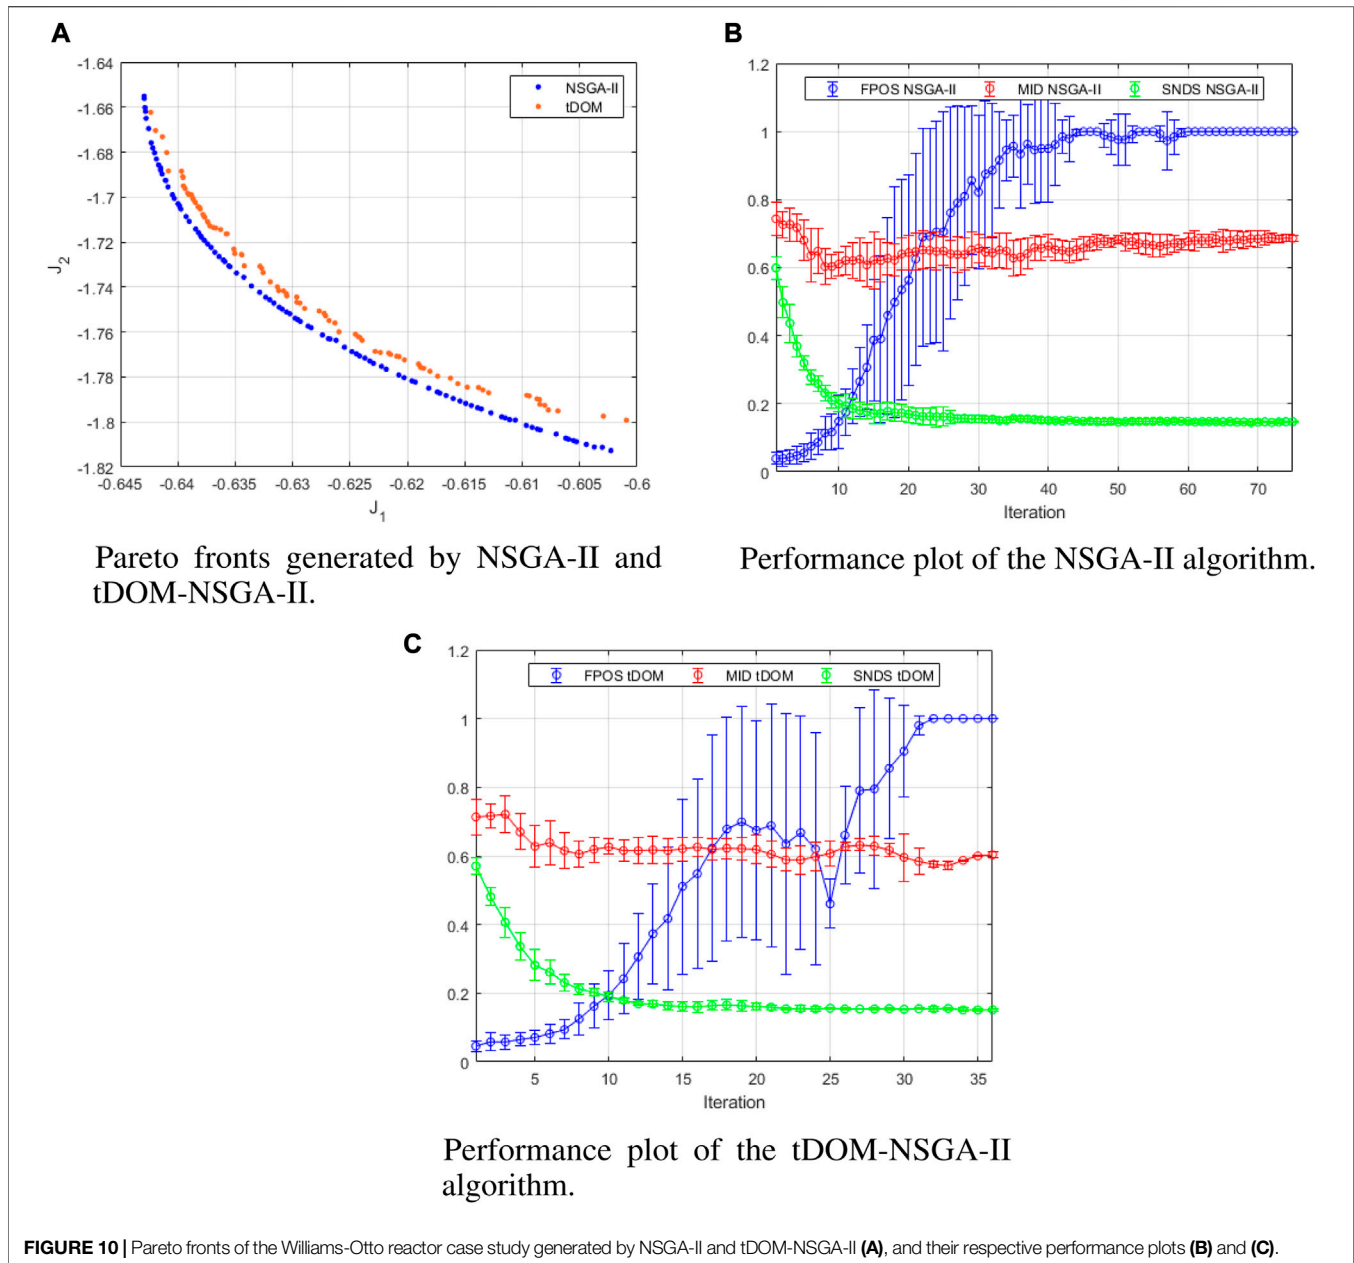 A
-1.64
-1.66
-1.68
-1.7
-1.72
-1.74
-1.76
-1.78
-1.8
-1.82
J2
NSGA-II
tDOM
-0.645 -0.64 -0.635 -0.63 -0.625 -0.62 -0.615 -0.61 -0.605 -0.6
J1
Pareto fronts generated by NSGA-II and
tDOM-NSGA-II.
B
1.2
1
0.8
0.6
0.4
0.2
0
FPOS NSGA-II MID NSGA-II SNDS NSGA-II
10 20 30 40 50 60 70
Iteration
Performance plot of the NSGA-II algorithm.
C
1.2
1
0.8
0.6
0.4
0.2
0
FPOS tDOM MID tDOM SNDS tDOM
5 10 15 20 25 30 35
Iteration
Performance plot of the tDOM-NSGA-II
algorithm.
FIGURE 10 | Pareto fronts of the Williams-Otto reactor case study generated by NSGA-II and tDOM-NSGA-II (A), and their respective performance plots (B) and (C).